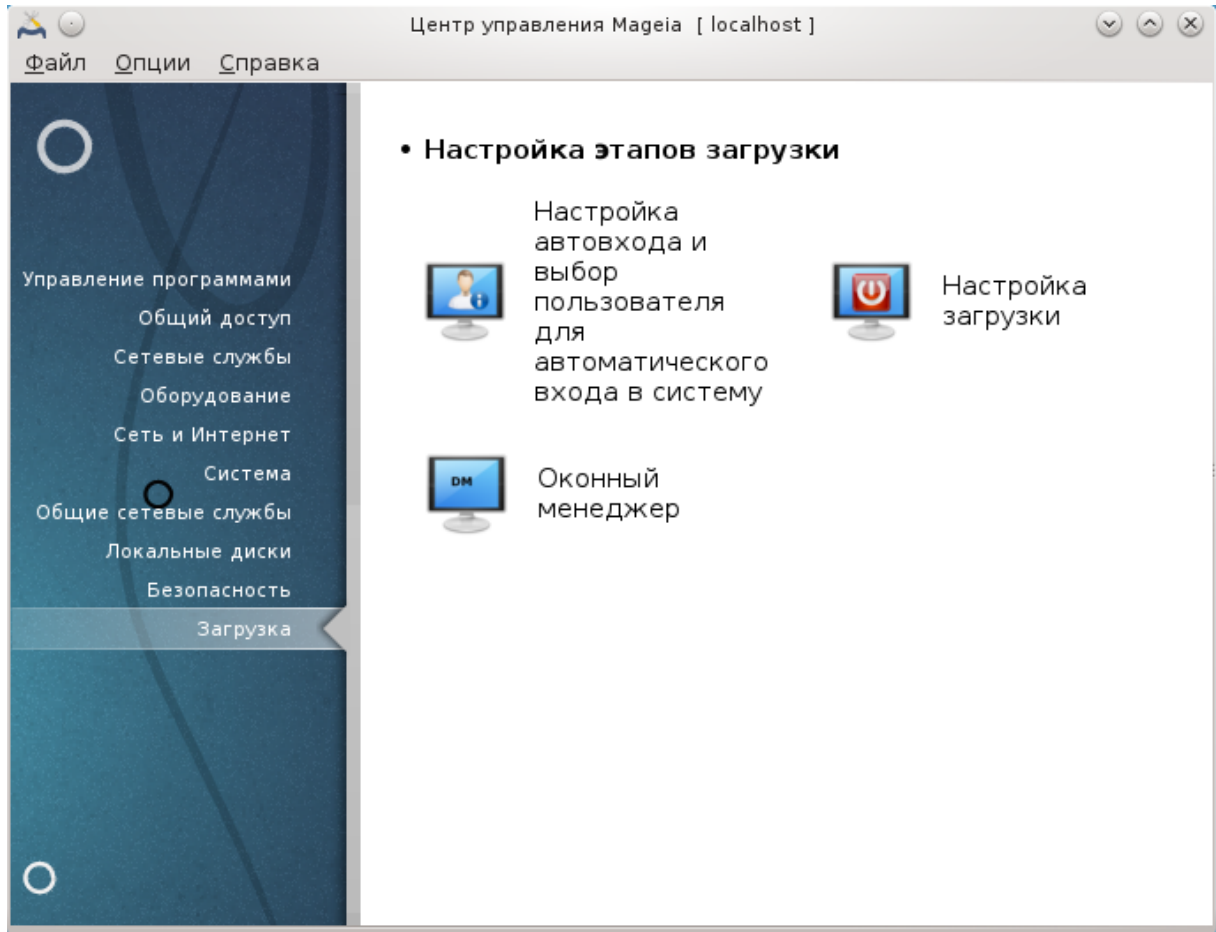 Центр управления Mageia [ localhost ]
Файл Опции Справка
Управление программами
Общий доступ
Сетевые службы
Оборудование
Сеть и Интернет
Система
Общие сетевые службы
Локальные диски
Безопасность
Загрузка
• Настройка этапов загрузки
Настройка
автовхода и
выбор
пользователя
для
автоматического
входа в систему
Настройка
загрузки
DM
Оконный
менеджер